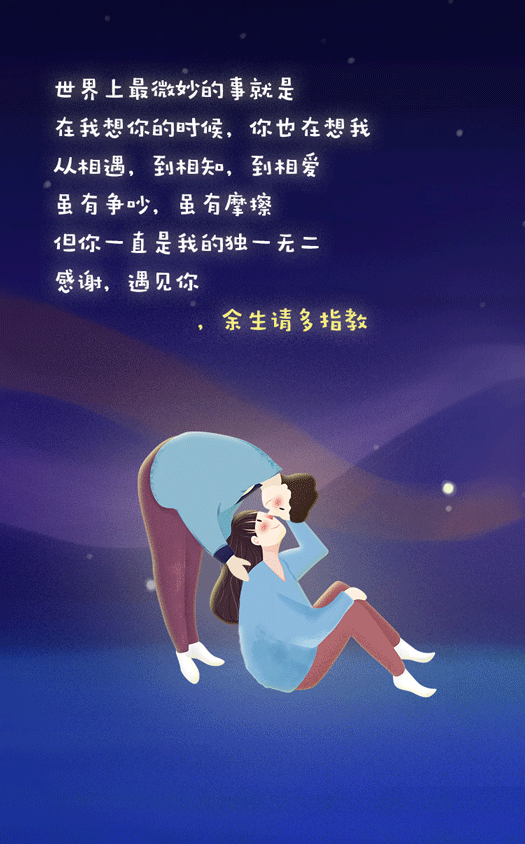 世界上最微妙的事就是
在我想你的时候，你也在想我
从相遇，到相知，到相爱
虽有争吵，虽有摩擦
但你一直是我的独一无二
感谢，遇见你
，余生请多指教